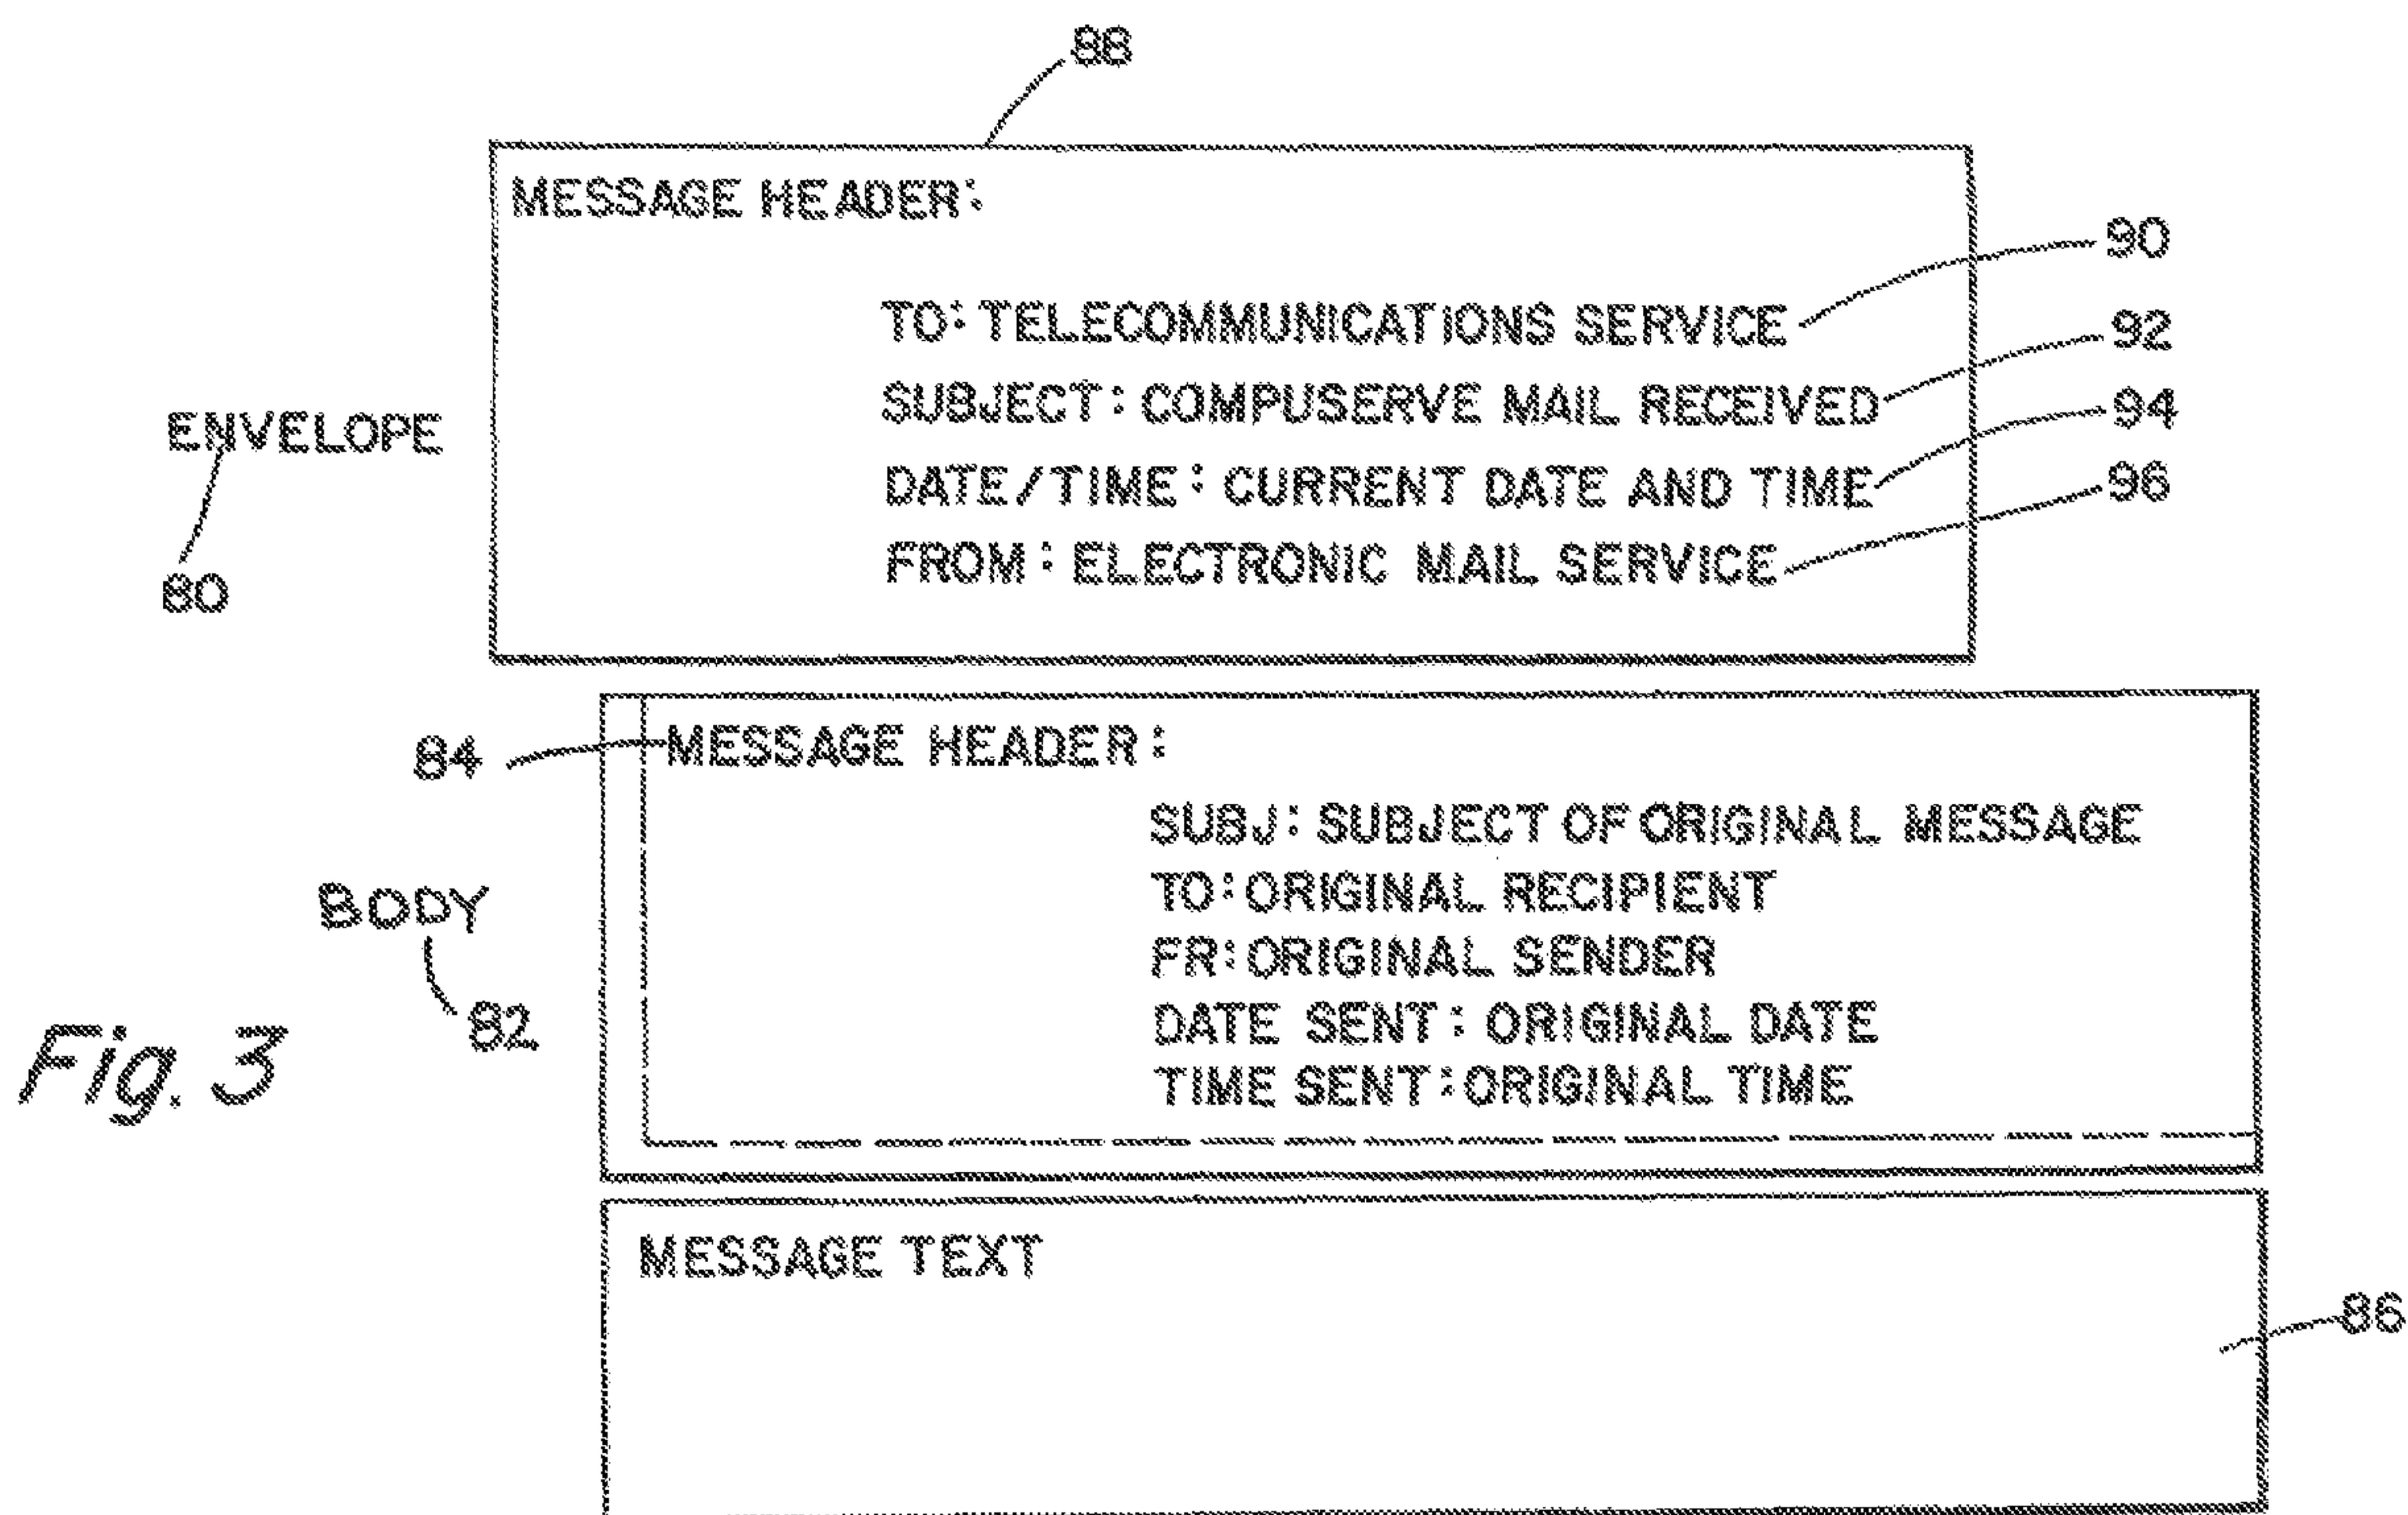 88
MESSAGE HEADER:
90
TO: TELECOMMUNICATIONS SERVICE
92
SUBJECT: COMPUSERVE MAIL RECEIVED
94
ENVELOPE
DATE/TIME: CURRENT DATE AND TIME
96
FROM: ELECTRONIC MAIL SERVICE
80
84
MESSAGE HEADER:
SUBJ: SUBJECT OF ORIGINAL MESSAGE
TO: ORIGINAL RECIPIENT
BODY
FR: ORIGINAL SENDER
82
DATE SENT: ORIGINAL DATE
Fig. 3
TIME SENT: ORIGINAL TIME
MESSAGE TEXT
86